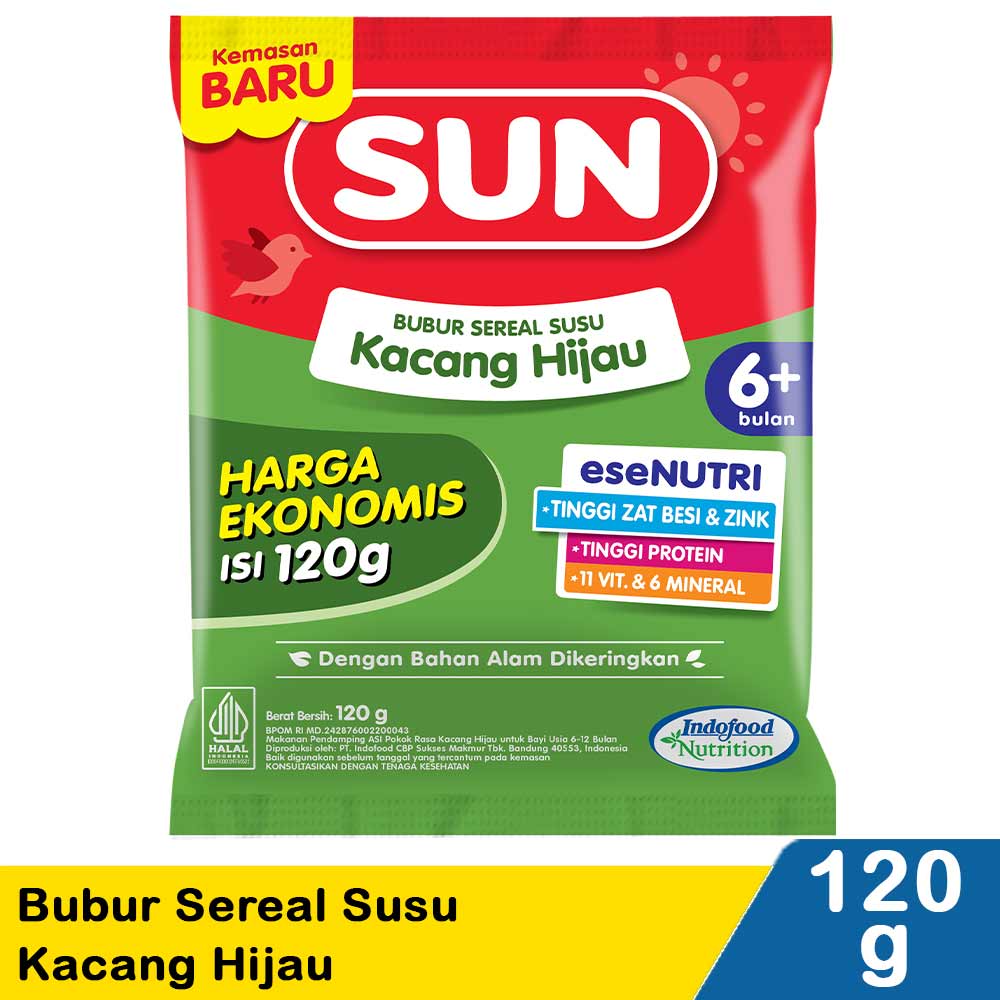 Kemasan
BARU
SUN
BUBUR SEREAL SUSU
Kacang Hijau
6+
bulan
HARGA
EKONOMIS
ISI 120g
eseNUTRI
*TINGGI ZAT BESI & ZINK
*TINGGI PROTEIN
*11 VIT. & 6 MINERAL
Dengan Bahan Alam Dikeringkan
HALAL
INDONESIA
Berat Bersih: 120 g
BPOM RI MD.242876002200043
Makanan Pendamping ASI Pokok Rasa Kacang Hijau untuk Bayi Usia 6-12 Bulan
Diproduksi oleh: PT. Indofood CBP Sukses Makmur Tbk. Bandung 40553, Indonesia
Baik digunakan sebelum tanggal yang tercantum pada kemasan
KONSULTASIKAN DENGAN TENAGA KESEHATAN
Indofood
Nutrition
Bubur Sereal Susu
Kacang Hijau
120
g